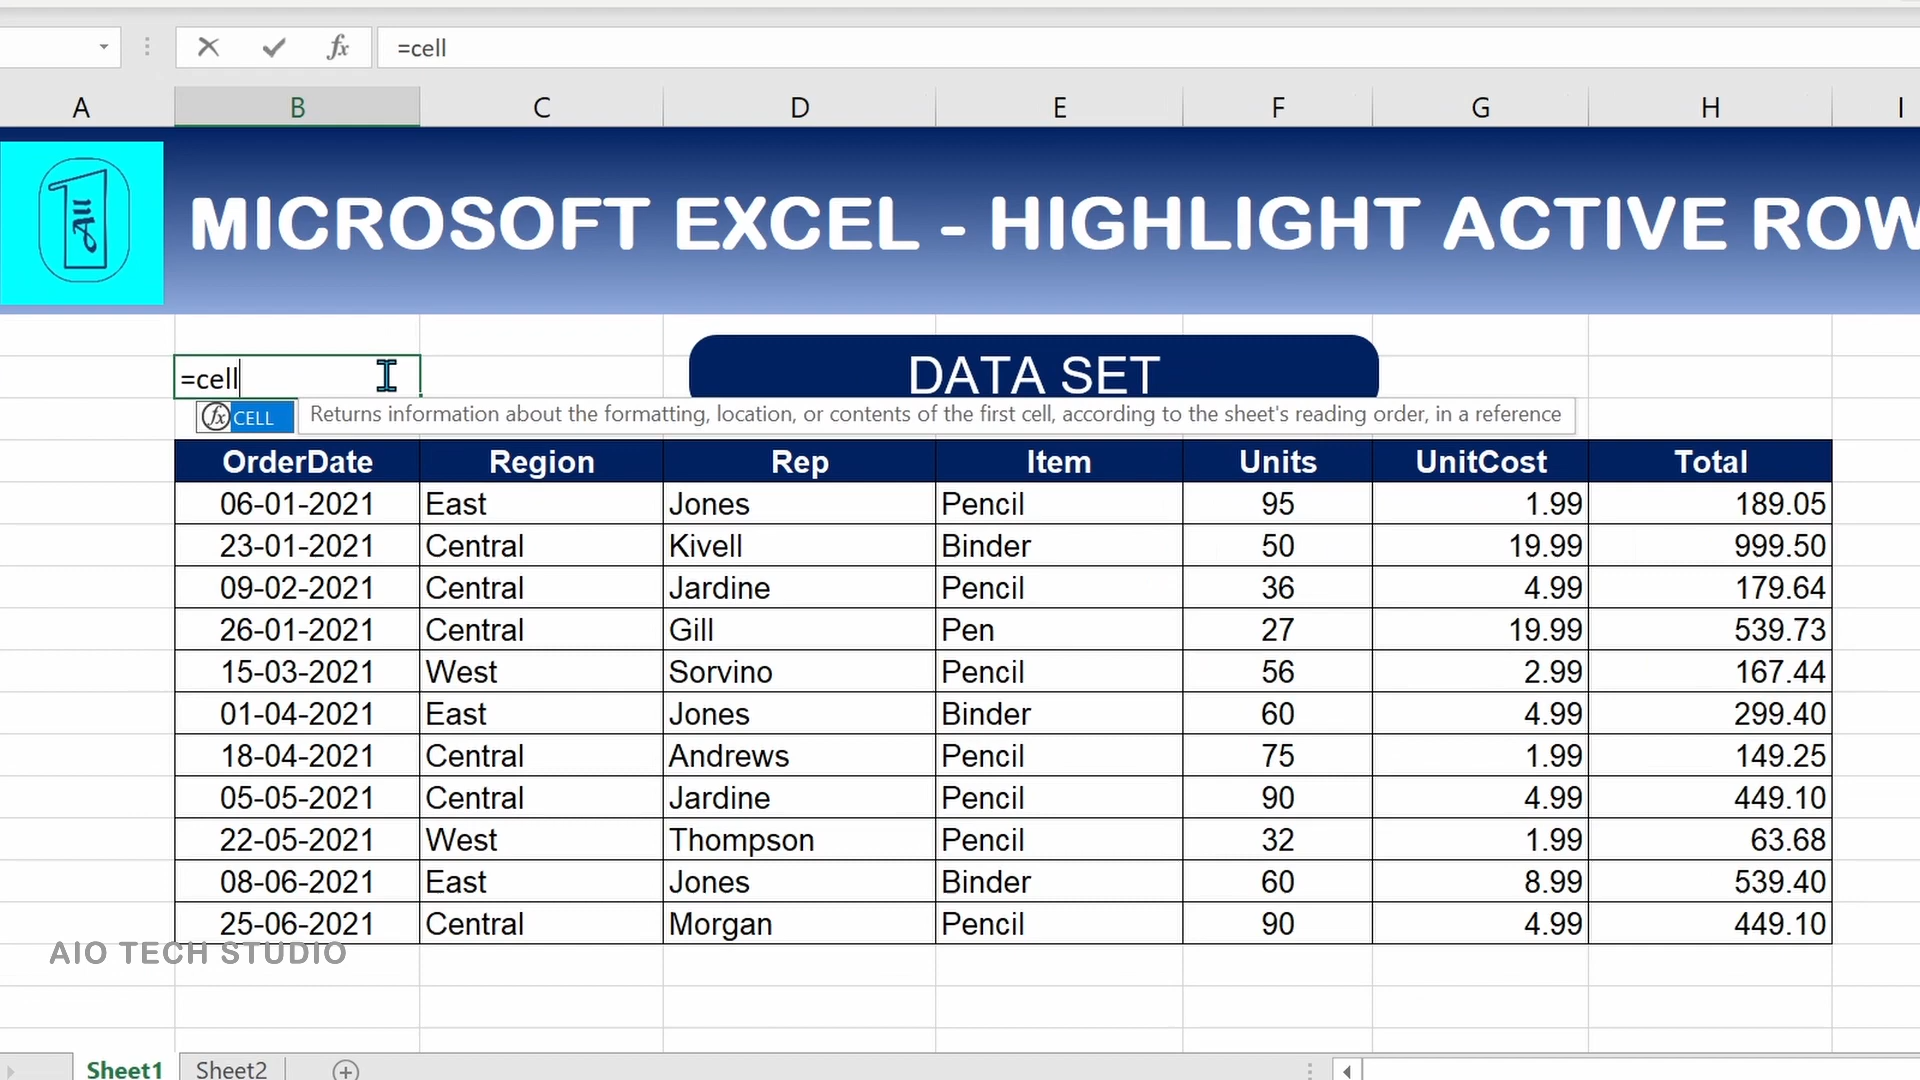 =cell
A B C D E F G H I
MICROSOFT EXCEL - HIGHLIGHT ACTIVE ROW
=cell
DATA SET
fx CELL Returns information about the formatting, location, or contents of the first cell, according to the sheet's reading order, in a reference
OrderDate Region Rep Item Units UnitCost Total
06-01-2021 East Jones Pencil 95 1.99 189.05
23-01-2021 Central Kivell Binder 50 19.99 999.50
09-02-2021 Central Jardine Pencil 36 4.99 179.64
26-01-2021 Central Gill Pen 27 19.99 539.73
15-03-2021 West Sorvino Pencil 56 2.99 167.44
01-04-2021 East Jones Binder 60 4.99 299.40
18-04-2021 Central Andrews Pencil 75 1.99 149.25
05-05-2021 Central Jardine Pencil 90 4.99 449.10
22-05-2021 West Thompson Pencil 32 1.99 63.68
08-06-2021 East Jones Binder 60 8.99 539.40
25-06-2021 Central Morgan Pencil 90 4.99 449.10
AIO TECH STUDIO
Sheet1 Sheet2